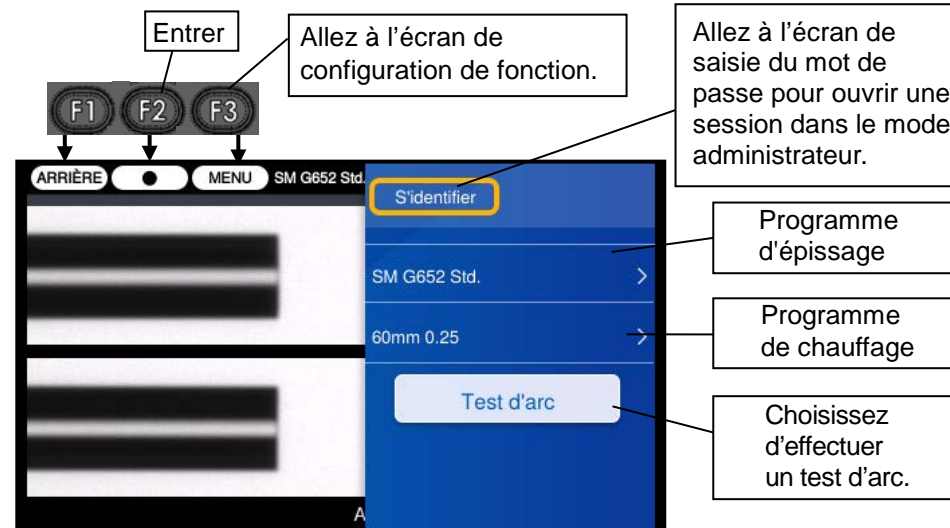 Entrer
Allez à l’écran de
configuration de fonction.
Allez à l’écran de
saisie du mot de
passe pour ouvrir une
session dans le mode
administrateur.
F1 F2 F3
ARRIÈRE MENU SM G652 Std.
S'identifier
Programme
d'épissage
SM G652 Std.
Programme
de chauffage
60mm 0.25
Test d'arc
Choisissez
d’effectuer
un test d’arc.
A